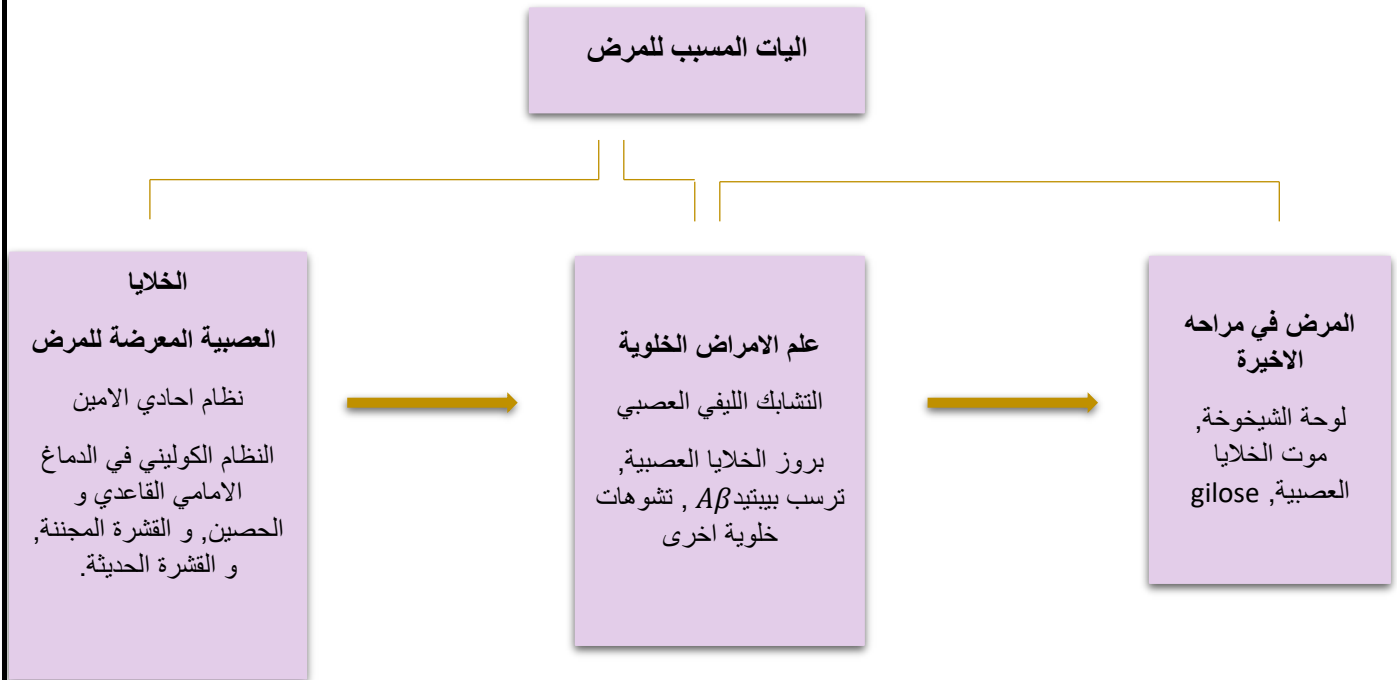 اليات المسبب للمرض
الخلايا
العصبية المعرضة للمرض
نظام احادي الامين
النظام الكوليني في الدماغ
الامامي القاعدي و
الحصين, و القشرة المجننة,
و القشرة الحديثة.
علم الامراض الخلوية
التشابك الليفي العصبي
بروز الخلايا العصبية,
ترسب بيبتيد Aβ , تشوهات
خلوية اخرى
المرض في مراحه
الاخيرة
لوحة الشيخوخة,
موت الخلايا
العصبية, gilose